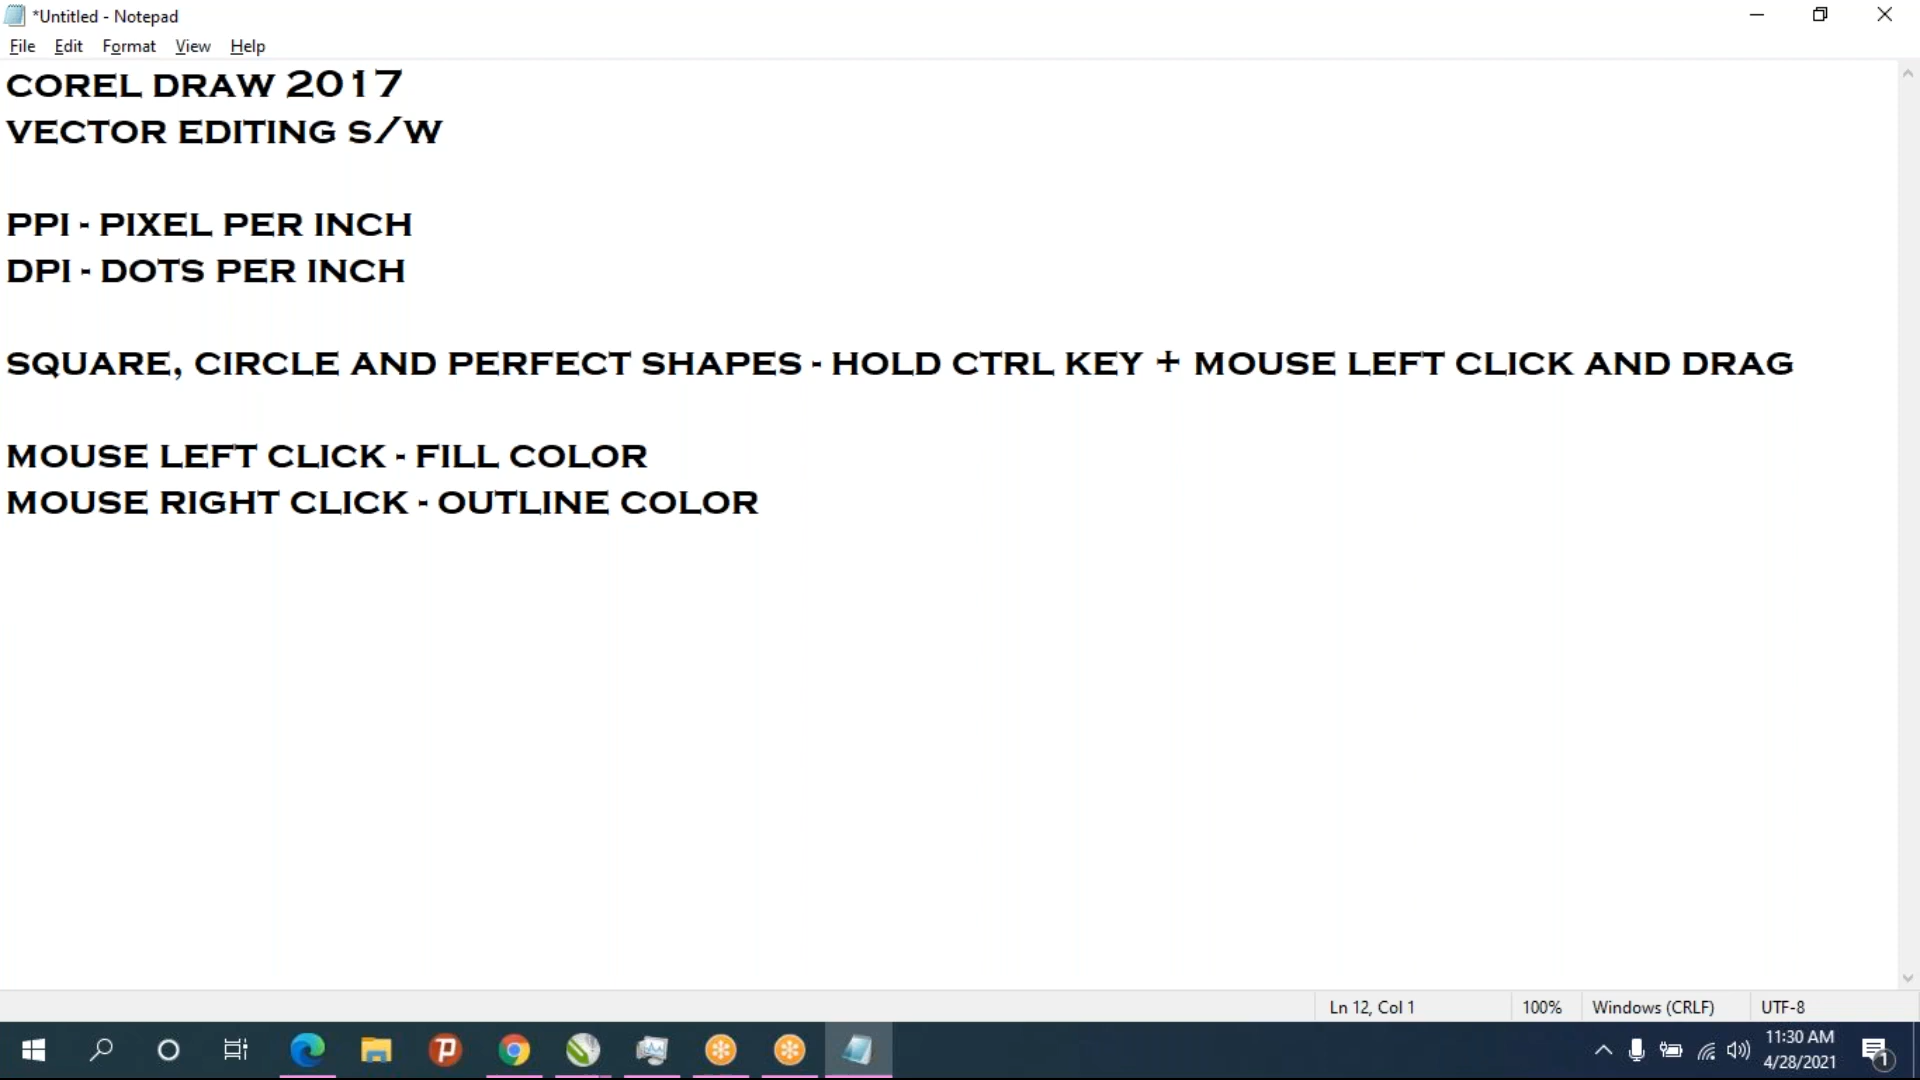 *Untitled - Notepad
File Edit Format View Help
COREL DRAW 2017
VECTOR EDITING S/W
PPI - PIXEL PER INCH
DPI - DOTS PER INCH
SQUARE, CIRCLE AND PERFECT SHAPES - HOLD CTRL KEY + MOUSE LEFT CLICK AND DRAG
MOUSE LEFT CLICK - FILL COLOR
MOUSE RIGHT CLICK - OUTLINE COLOR
Ln 12, Col 1 100% Windows (CRLF) UTF-8
11:30 AM
4/28/2021
1